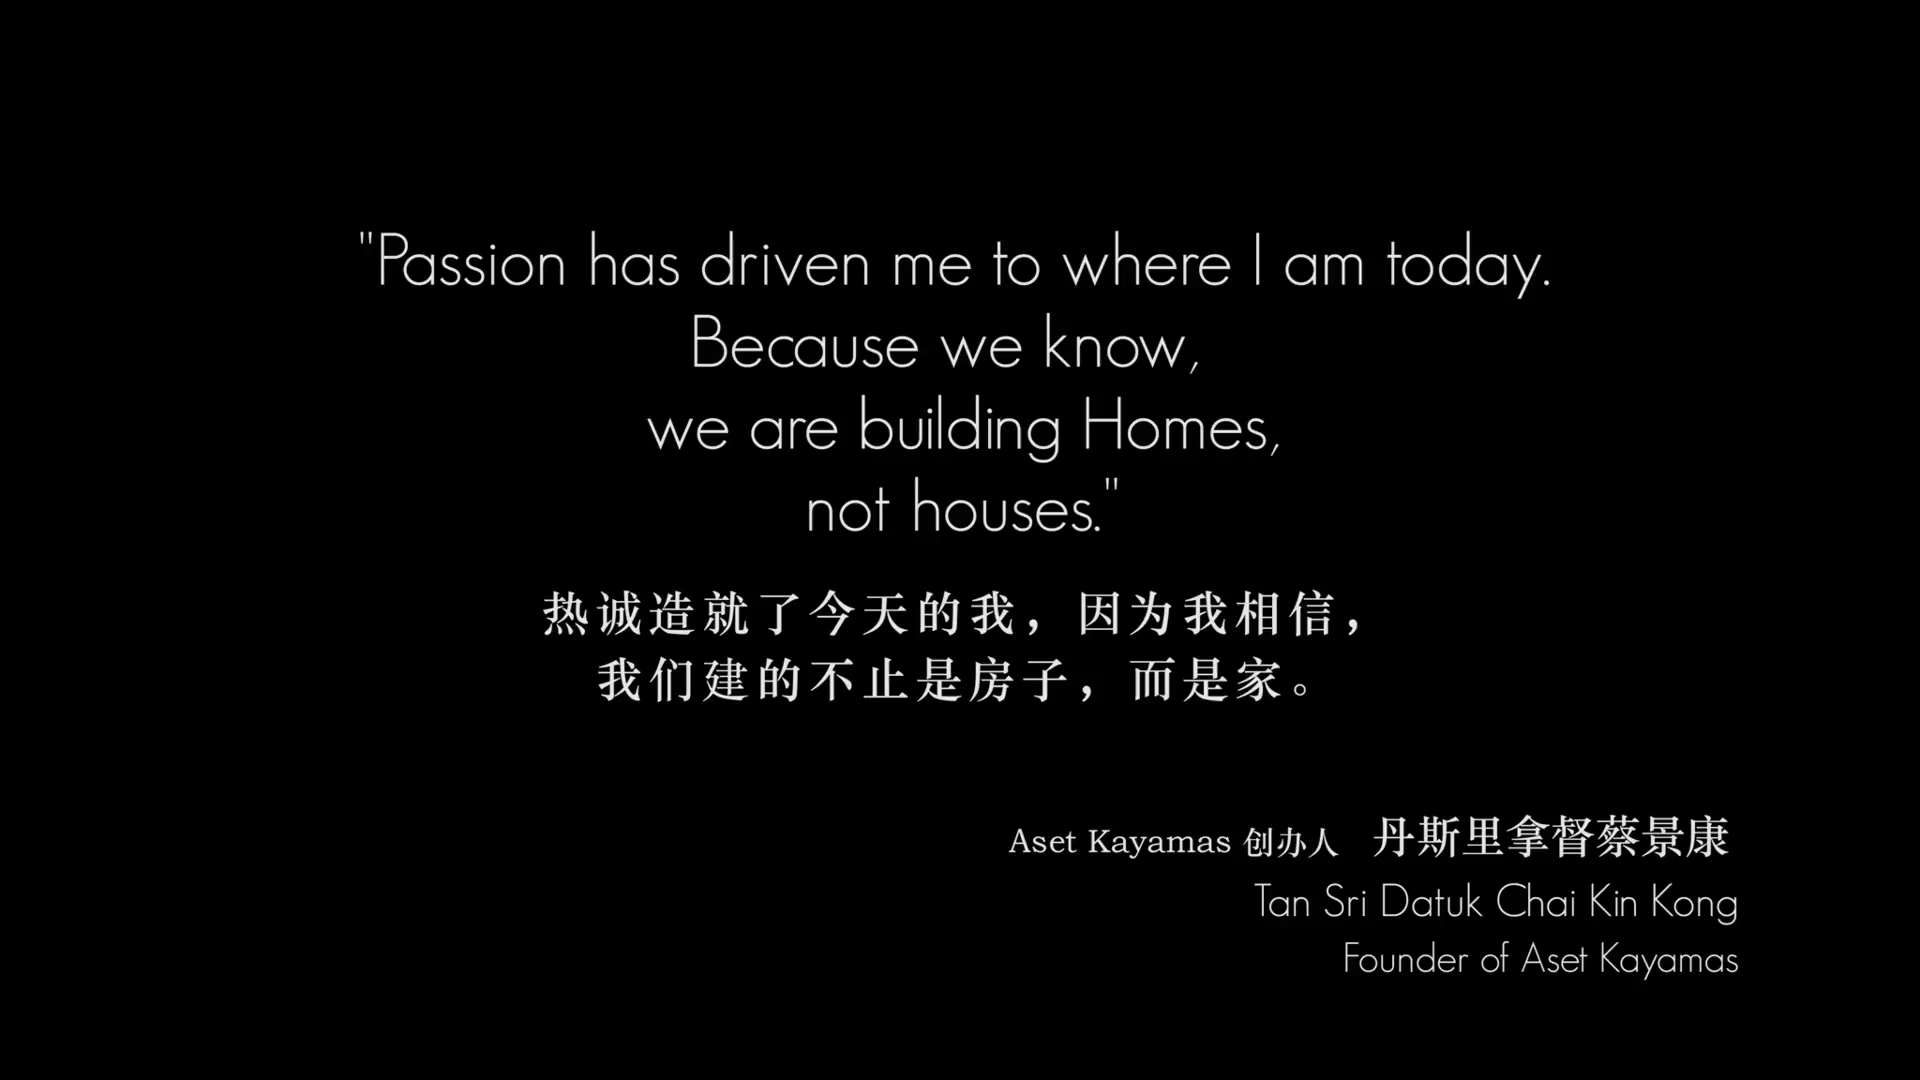 "Passion has driven me to where I am today.
Because we know,
we are building Homes,
not houses."
热诚造就了今天的我，因为我相信，
我们建的不止是房子，而是家。
Aset Kayamas 创办人 丹斯里拿督蔡景康
Tan Sri Datuk Chai Kin Kong
Founder of Aset Kayamas